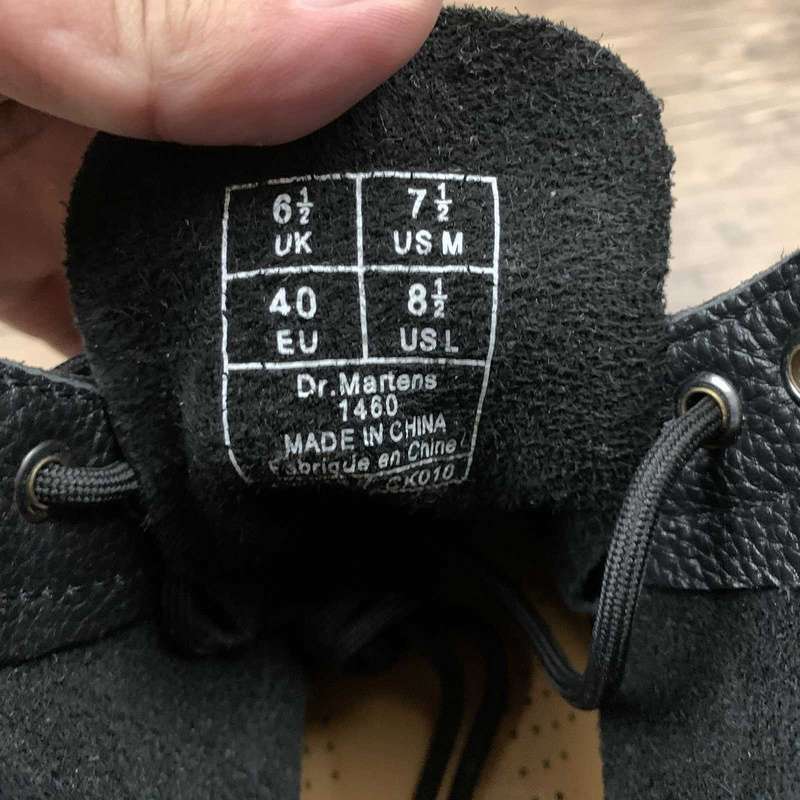 6½ 7½
UK US M
40 8½
EU US L
Dr.Martens
1460
MADE IN CHINA
Fabriqué en Chine
CK010